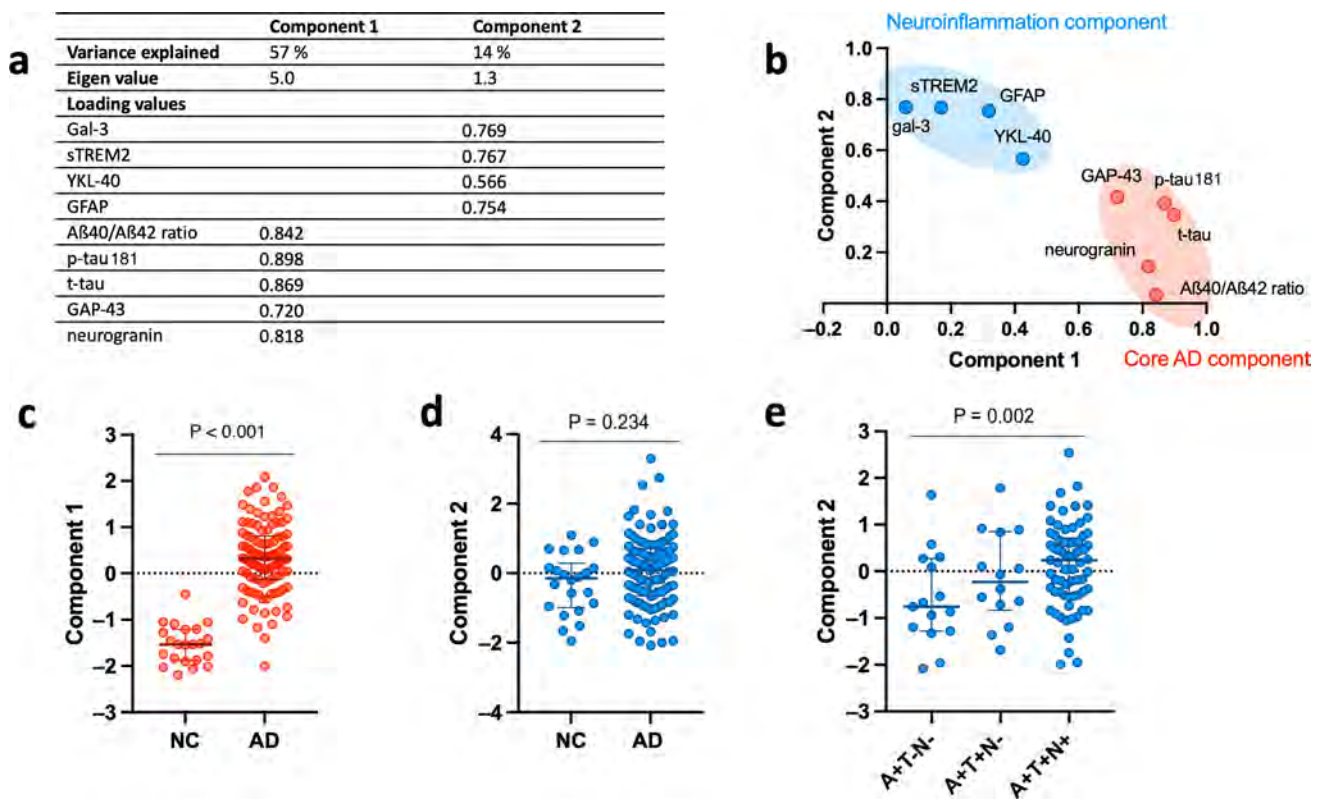 a
Component 1 Component 2
Variance explained 57 % 14 %
Eigen value 5.0 1.3
Loading values
Gal-3 0.769
sTREM2 0.767
YKL-40 0.566
GFAP 0.754
Aß40/Aß42 ratio 0.842
p-tau181 0.898
t-tau 0.869
GAP-43 0.720
neurogranin 0.818
b
Neuroinflammation component
1.0
0.8
0.6
0.4
0.2
Component 2
sTREM2
GFAP
gal-3
YKL-40
GAP-43
p-tau181
t-tau
neurogranin
Aß40/Aß42 ratio
−0.2 0.0 0.2 0.4 0.6 0.8 1.0
Component 1
Core AD component
c
P < 0.001
3
2
1
0
−1
−2
−3
Component 1
NC AD
d
P = 0.234
4
2
0
−2
−4
Component 2
NC AD
e
P = 0.002
3
2
1
0
−1
−2
−3
Component 2
A+T-N- A+T+N- A+T+N+